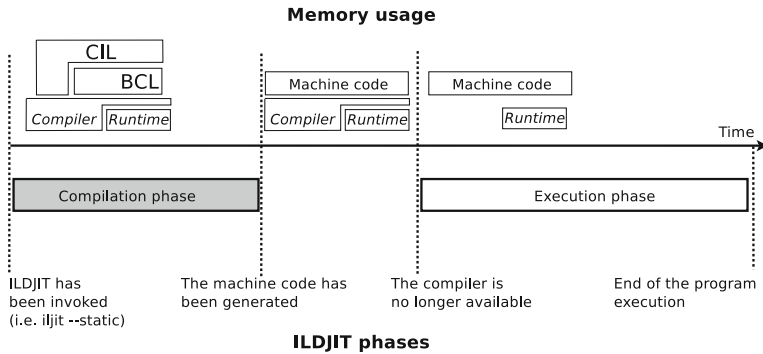 Memory usage
CIL
BCL
Compiler
Runtime
Machine code
Compiler
Runtime
Machine code
Runtime
Time
Compilation phase
Execution phase
ILDJIT has
been invoked
(i.e. iljit --static)
The machine code has
been generated
The compiler is
no longer available
End of the program
execution
ILDJIT phases